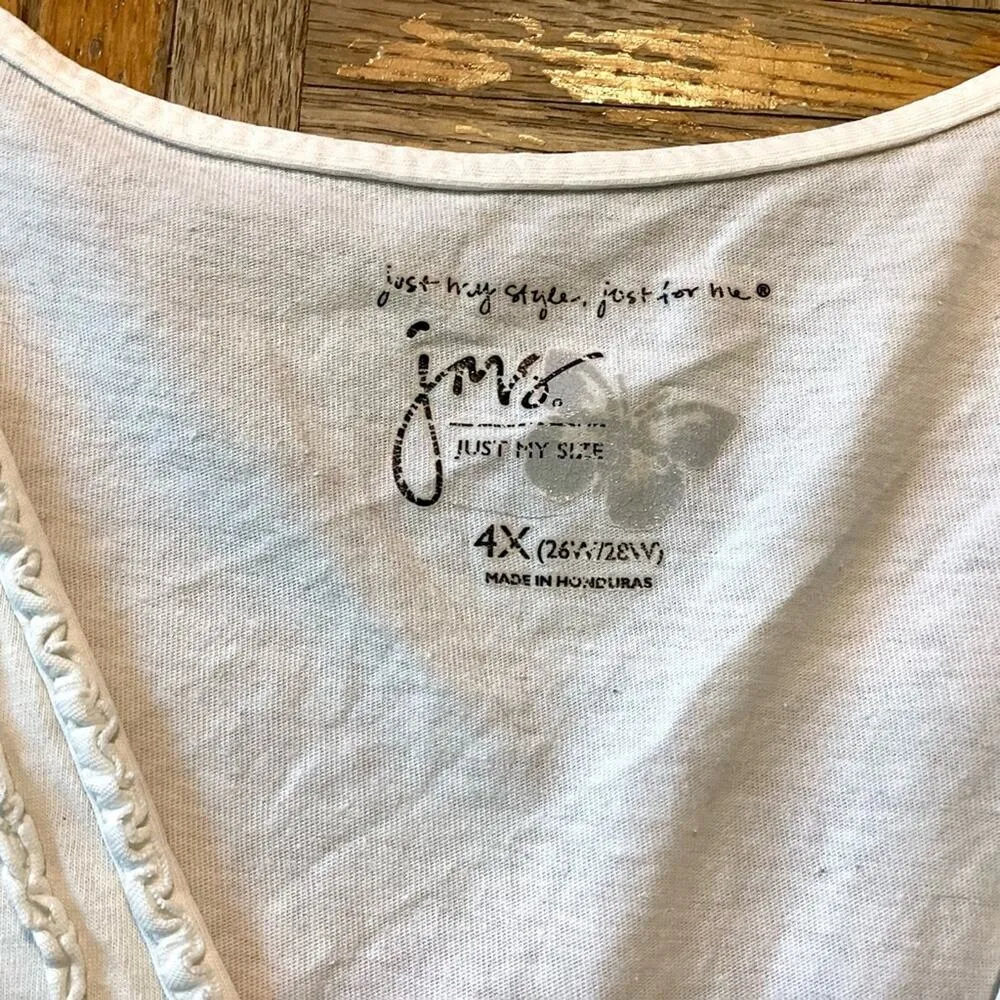 just my style, just for me®
jms.
JUST MY SIZE
4X (26W/28W)
MADE IN HONDURAS